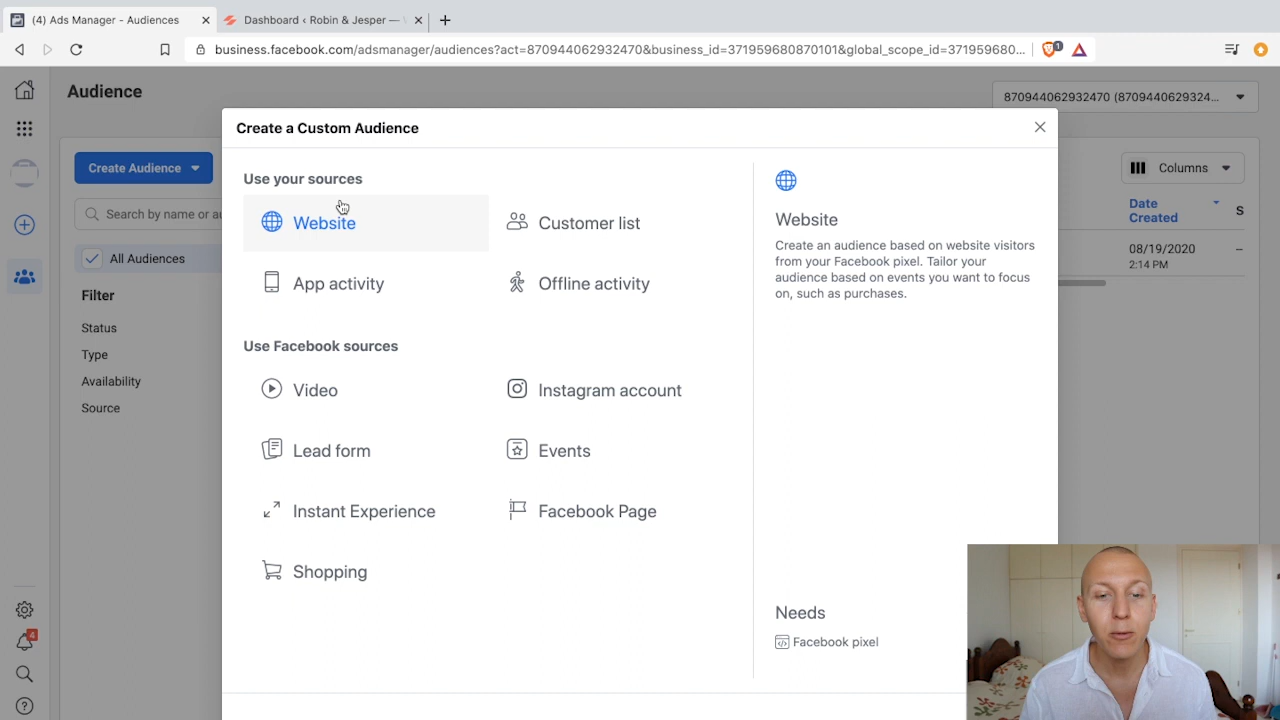 (4) Ads Manager - Audiences
Dashboard ‹ Robin & Jesper —
business.facebook.com/adsmanager/audiences?act=870944062932470&business_id=371959680870101&global_scope_id=371959680...
1
Audience
870944062932470 (8709440629324...
Create a Custom Audience
Create Audience
Columns
Use your sources
Search by name or a
Website
Customer list
Website
Create an audience based on website visitors
from your Facebook pixel. Tailor your
audience based on events you want to focus
on, such as purchases.
Date
Created
S
All Audiences
08/19/2020
2:14 PM
–
App activity
Offline activity
Filter
Status
Type
Availability
Source
Use Facebook sources
Video
Instagram account
Lead form
Events
Instant Experience
Facebook Page
Shopping
Needs
Facebook pixel
4